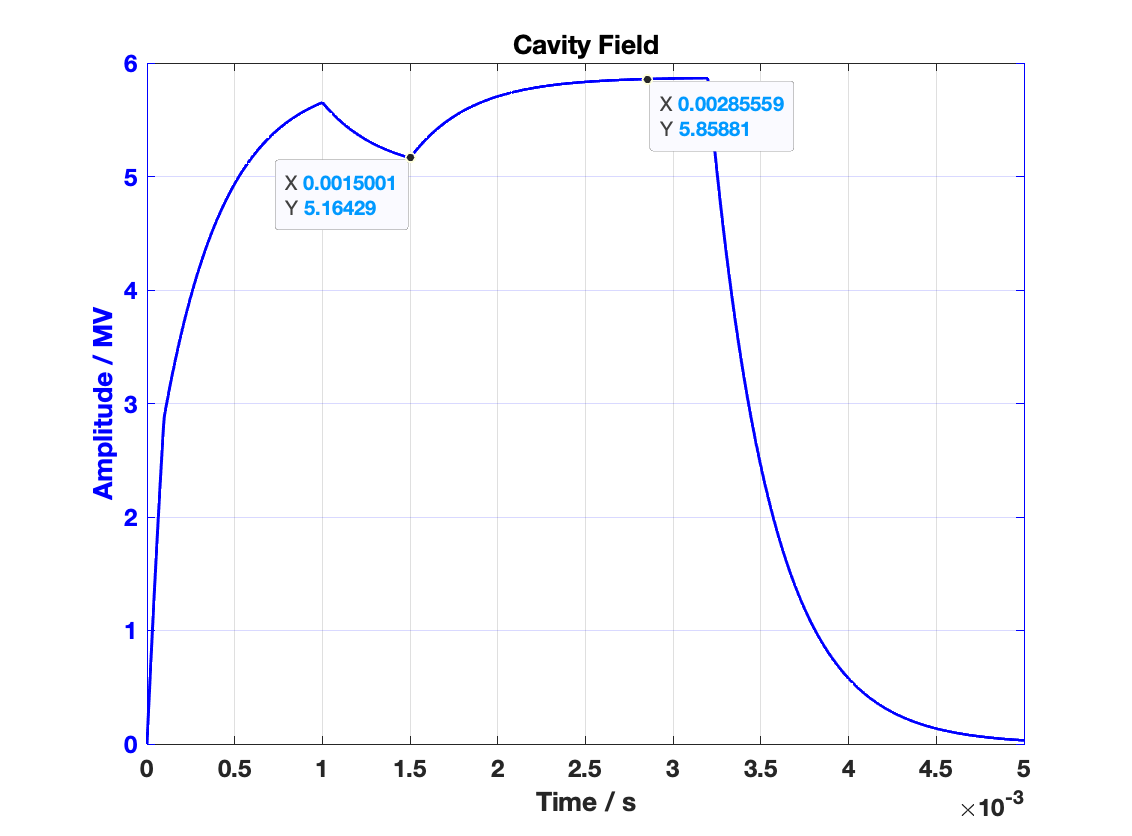 Cavity Field
Amplitude / MV
6
5
4
3
2
1
0
X 0.0015001
Y 5.16429
X 0.00285559
Y 5.85881
0 0.5 1 1.5 2 2.5 3 3.5 4 4.5 5
Time / s
×10-3